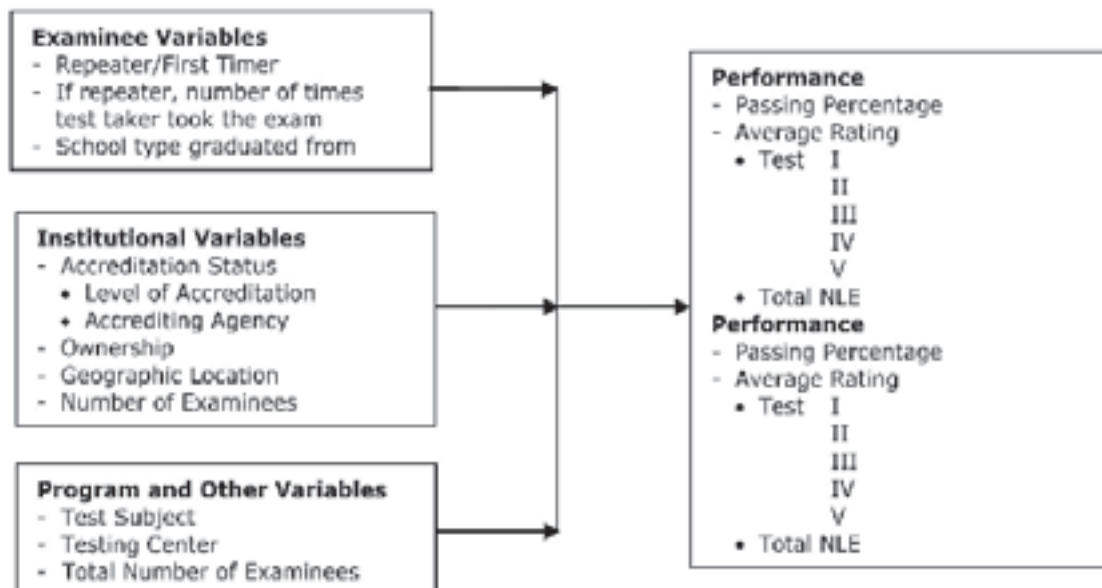 Examinee Variables
- Repeater/First Timer
- If repeater, number of times
test taker took the exam
- School type graduated from
Institutional Variables
- Accreditation Status
• Level of Accreditation
• Accrediting Agency
- Ownership
- Geographic Location
- Number of Examinees
Program and Other Variables
- Test Subject
- Testing Center
- Total Number of Examinees
Performance
- Passing Percentage
- Average Rating
• Test I
II
III
IV
V
• Total NLE
Performance
- Passing Percentage
- Average Rating
• Test I
II
III
IV
V
• Total NLE